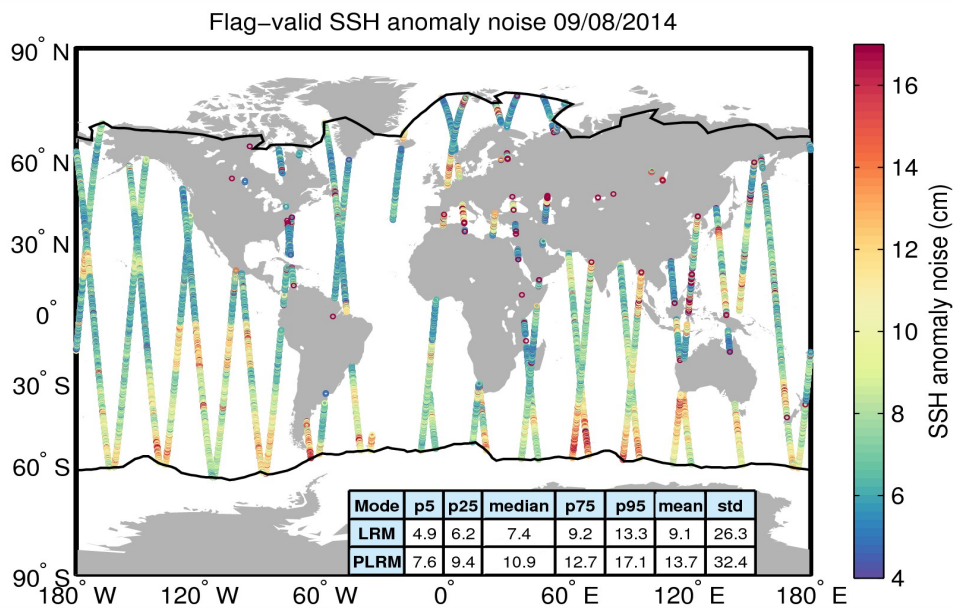 Flag−valid SSH anomaly noise 09/08/2014
90° N
60° N
30° N
0°
30° S
60° S
90° S
180° W
120° W
60° W
0°
60° E
120° E
180° E
Mode p5 p25 median p75 p95 mean std
LRM 4.9 6.2 7.4 9.2 13.3 9.1 26.3
PLRM 7.6 9.4 10.9 12.7 17.1 13.7 32.4
16
14
12
10
8
6
4
SSH anomaly noise (cm)